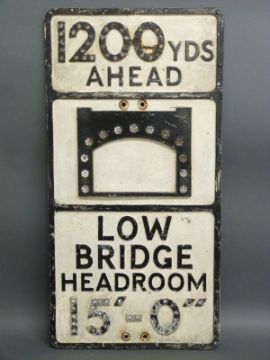 1200 YDS
AHEAD
LOW
BRIDGE
HEADROOM
15'-0"